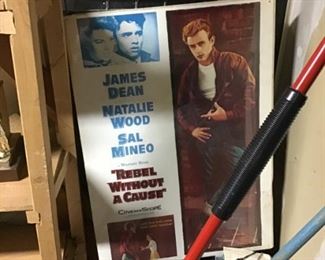 JAMES
DEAN
NATALIE
WOOD
SAL
MINEO
"REBEL
WITHOUT
A CAUSE"
CINEMASCOPE